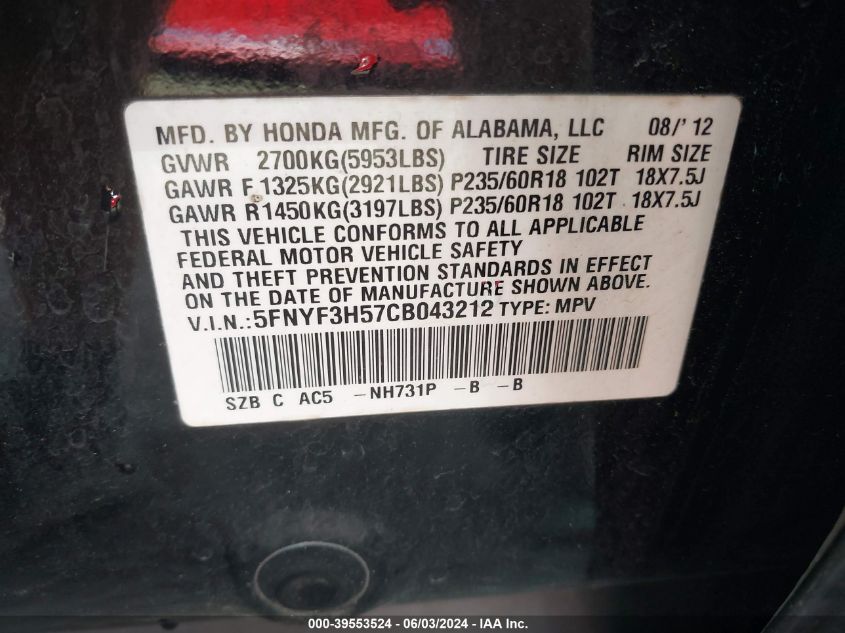 MFD. BY HONDA MFG. OF ALABAMA, LLC 08/'12
GVWR 2700KG(5953LBS) TIRE SIZE RIM SIZE
GAWR F 1325KG(2921LBS) P235/60R18 102T 18X7.5J
GAWR R1450KG(3197LBS) P235/60R18 102T 18X7.5J
THIS VEHICLE CONFORMS TO ALL APPLICABLE
FEDERAL MOTOR VEHICLE SAFETY
AND THEFT PREVENTION STANDARDS IN EFFECT
ON THE DATE OF MANUFACTURE SHOWN ABOVE.
V.I.N.:5FNYF3H57CB043212 TYPE: MPV
SZB C AC5 -NH731P -B -B
000-39553524 - 06/03/2024 - IAA Inc.